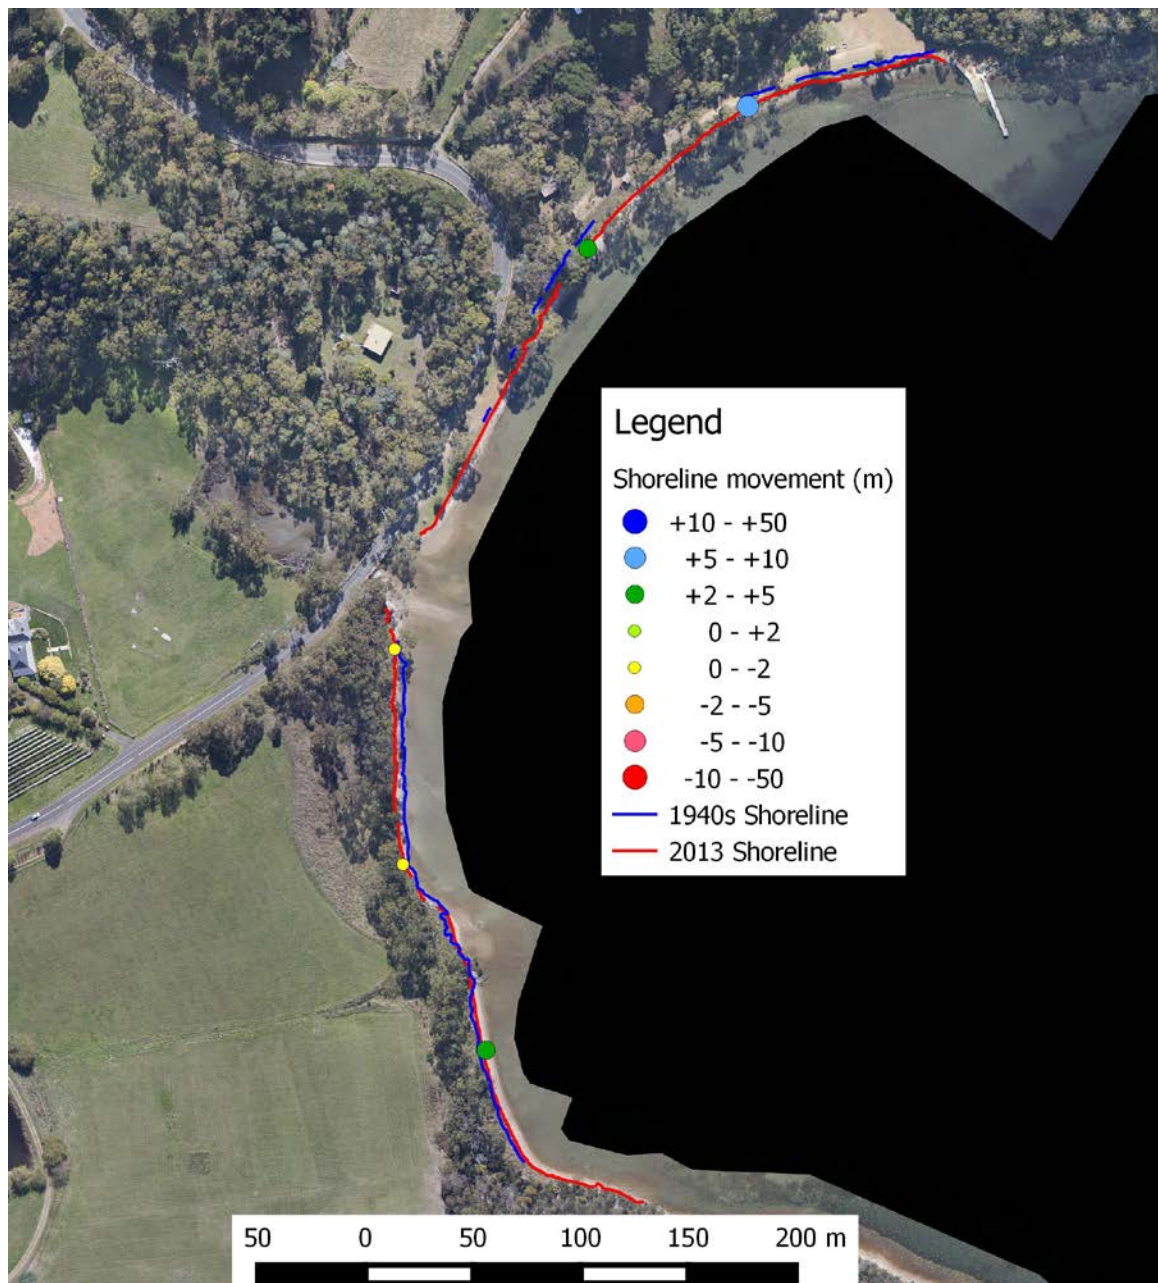 Legend
Shoreline movement (m)
+10 - +50
+5 - +10
+2 - +5
0 - +2
0 - -2
-2 - -5
-5 - -10
-10 - -50
1940s Shoreline
2013 Shoreline
50 0 50 100 150 200 m